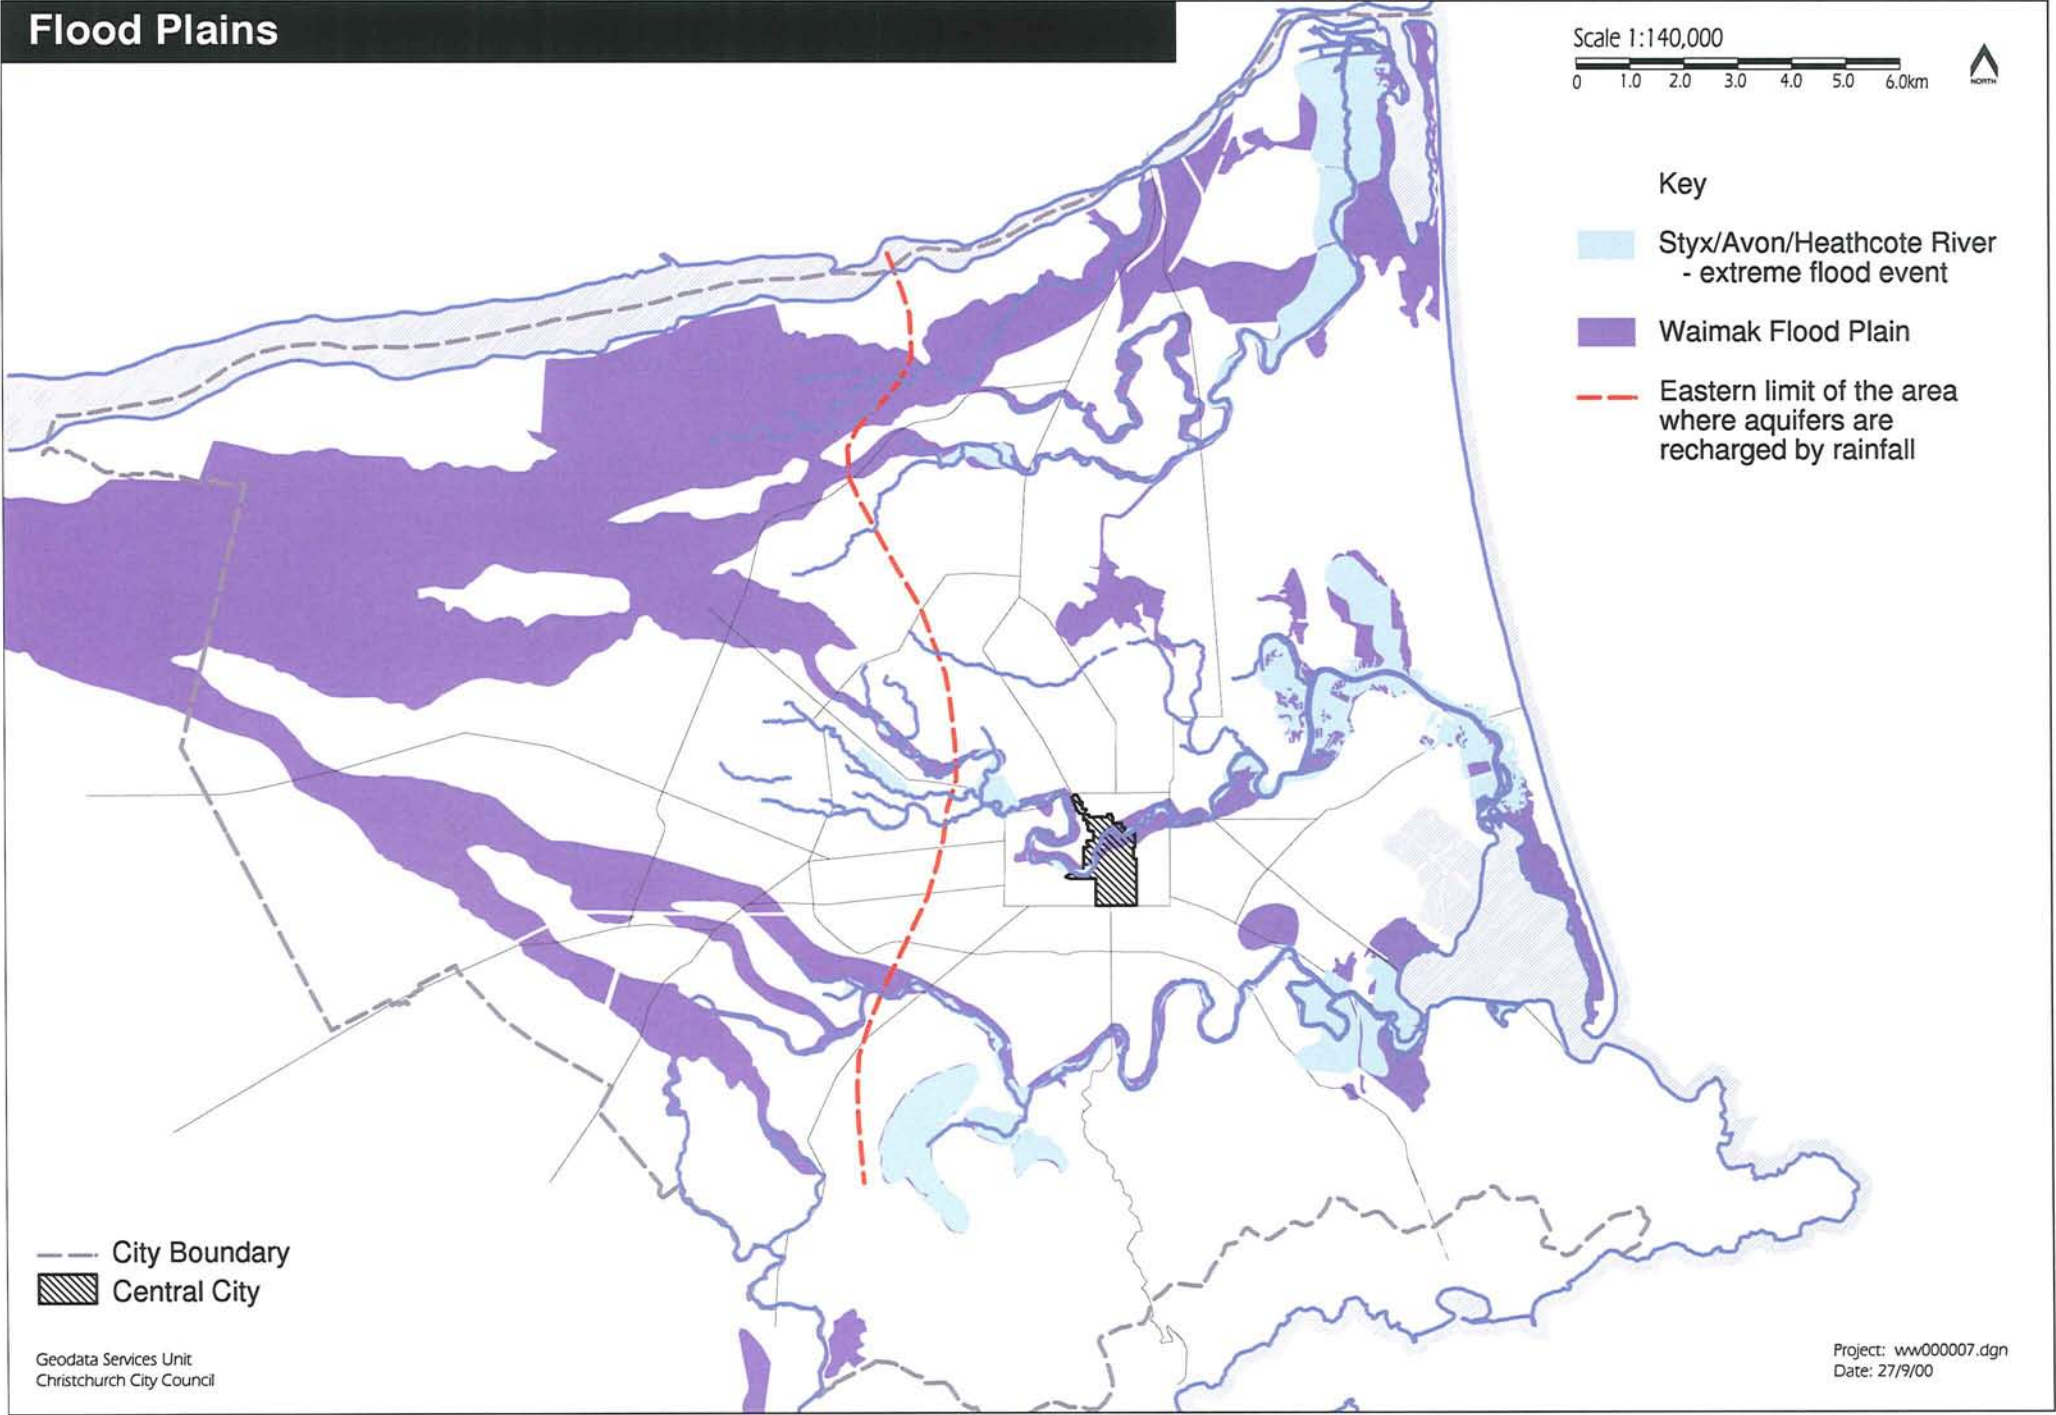 Flood Plains
Scale 1:140,000
0 1.0 2.0 3.0 4.0 5.0 6.0km
NORTH
Key
Styx/Avon/Heathcote River
- extreme flood event
Waimak Flood Plain
Eastern limit of the area
where aquifers are
recharged by rainfall
City Boundary
Central City
Geodata Services Unit
Christchurch City Council
Project: ww000007.dgn
Date: 27/9/00